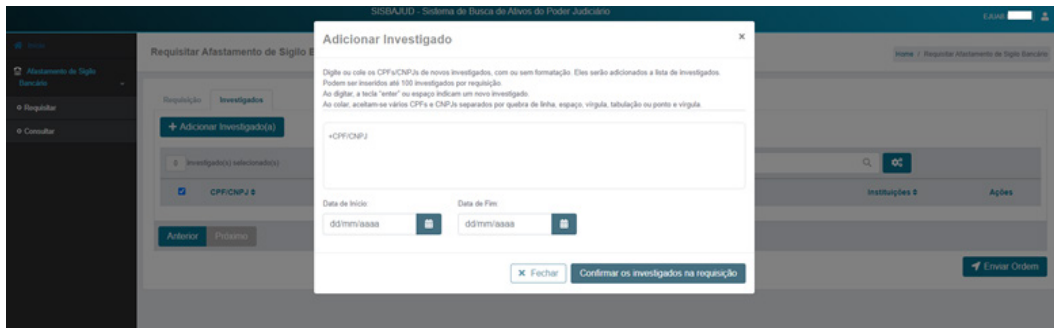 SISBAJUD - Sistema de Busca de Ativos do Poder Judiciário
EJUAB
Início
Afastamento de Sigilo Bancário
Requisitar
Consultar
Requisitar Afastamento de Sigilo B
Home / Requisitar Afastamento de Sigilo Bancário
Requisição Investigados
+ Adicionar Investigado(a)
0 investigado(s) selecionado(s)
CPF/CNPJ
Instituições
Ações
Anterior Próximo
Enviar Ordem
Adicionar Investigado ×
Digite ou cole os CPFs/CNPJs de novos investigados, com ou sem formatação. Eles serão adicionados a lista de investigados.
Podem ser inseridos até 100 investigados por requisição.
Ao digitar, a tecla "enter" ou espaço indicam um novo investigado.
Ao colar, aceitam-se vários CPFs e CNPJs separados por quebra de linha, espaço, vírgula, tabulação ou ponto e vírgula.
+CPF/CNPJ
Data de Início: Data de Fim:
dd/mm/aaaa dd/mm/aaaa
× Fechar Confirmar os investigados na requisição